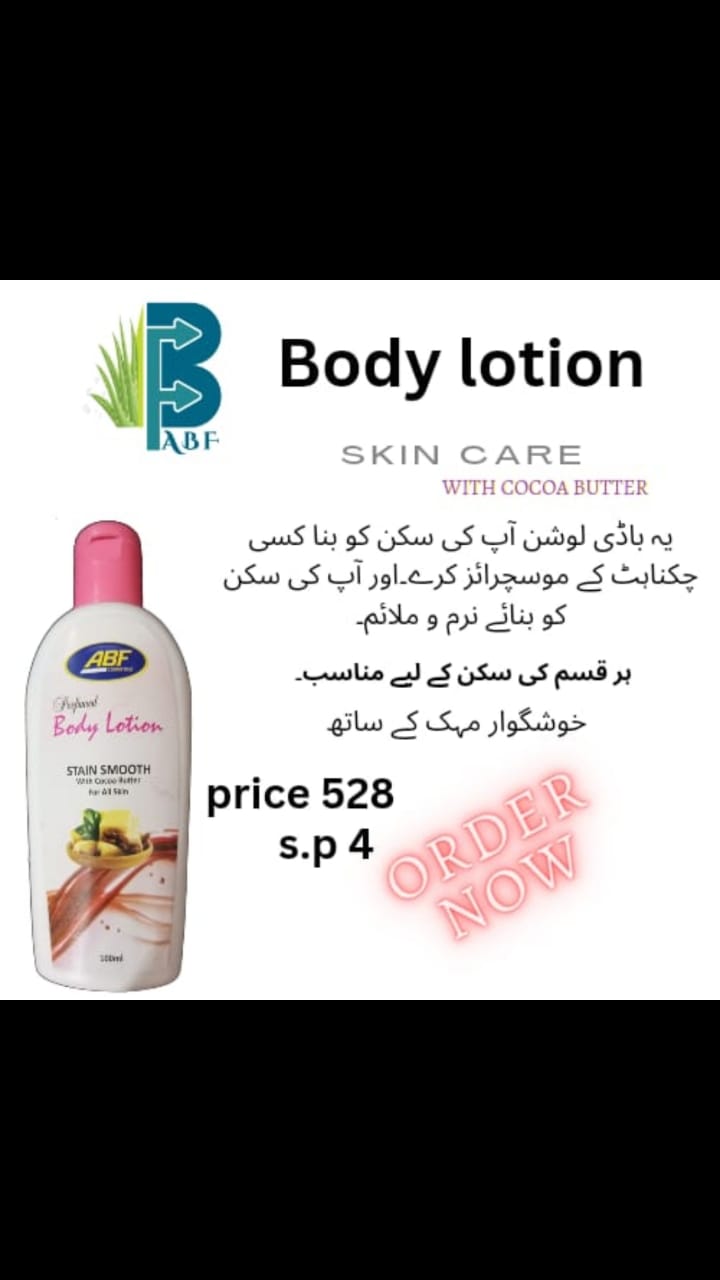 ABF
Body lotion
SKIN CARE
WITH COCOA BUTTER
یہ باڈی لوشن آپ کی سکن کو بنا کسی
چکناہٹ کے موسچرائز کرے۔اور آپ کی سکن
کو بنائے نرم و ملائم۔
ہر قسم کی سکن کے لیے مناسب۔
خوشگوار مہک کے ساتھ
ABF
Body Lotion
STAIN SMOOTH
With Cocoa Butter
For All Skin
100ml
price 528
s.p 4
ORDER
NOW